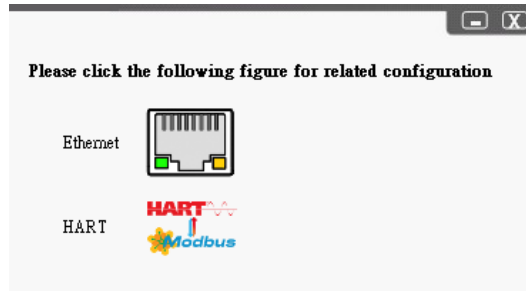 Please click the following figure for related configuration
Ethernet
HART
HART
Modbus